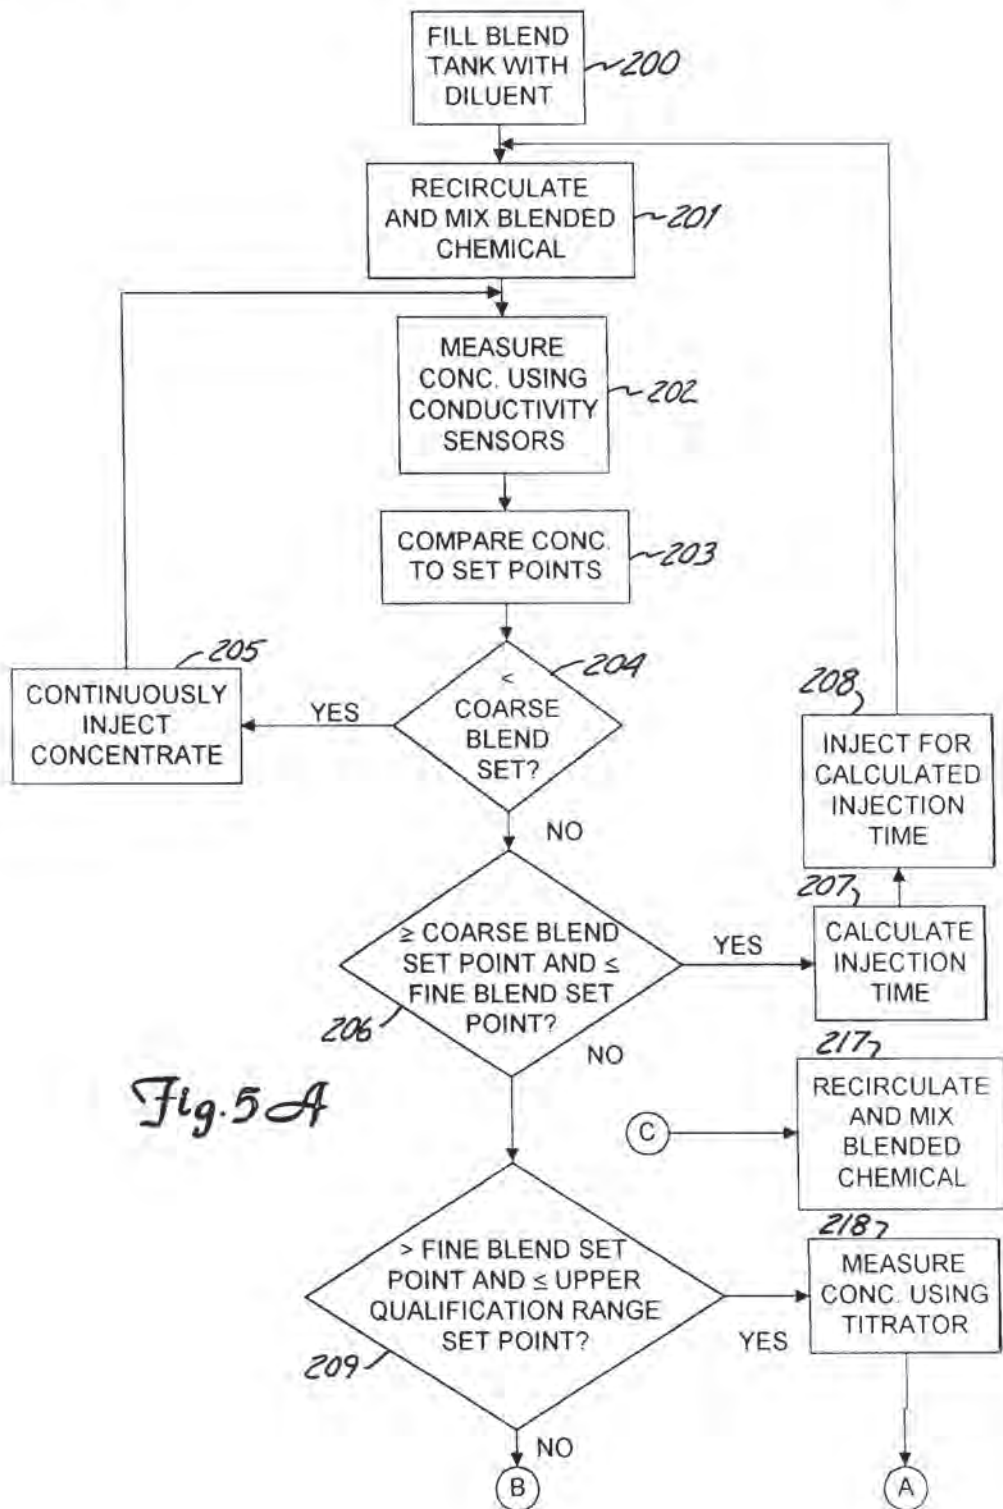 FILL BLEND
TANK WITH
DILUENT
200
RECIRCULATE
AND MIX BLENDED
CHEMICAL
201
MEASURE
CONC. USING
CONDUCTIVITY
SENSORS
202
COMPARE CONC.
TO SET POINTS
203
<
COARSE
BLEND
SET?
204
YES
205
CONTINUOUSLY
INJECT
CONCENTRATE
NO
≥ COARSE BLEND
SET POINT AND ≤
FINE BLEND SET
POINT?
206
YES
207
CALCULATE
INJECTION
TIME
208
INJECT FOR
CALCULATED
INJECTION
TIME
NO
Fig. 5A
C
217
RECIRCULATE
AND MIX
BLENDED
CHEMICAL
> FINE BLEND SET
POINT AND ≤ UPPER
QUALIFICATION RANGE
SET POINT?
209
YES
218
MEASURE
CONC. USING
TITRATOR
NO
B
A